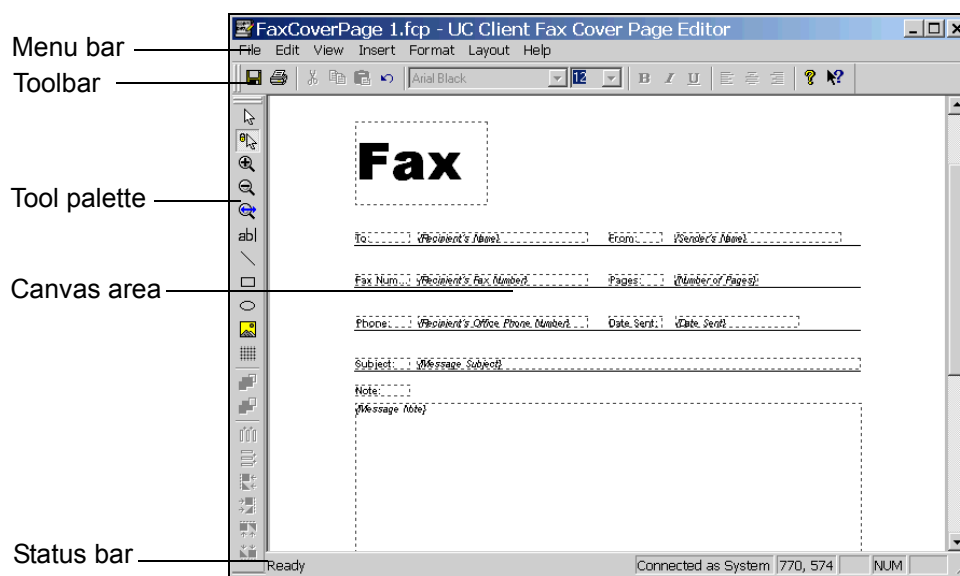 FaxCoverPage 1.fcp - UC Client Fax Cover Page Editor
Menu bar
File Edit View Insert Format Layout Help
Toolbar
Arial Black 12 B I U
Fax
Tool palette
ab|
To: {Recipient's Name} From: {Sender's Name}
Canvas area
Fax Num... {Recipient's Fax Number} Pages: {Number of Pages}
Phone: {Recipient's Office Phone Number} Date Sent: {Date Sent}
Subject: {Message Subject}
Note:
{Message Note}
Status bar
Ready Connected as System 770, 574 NUM